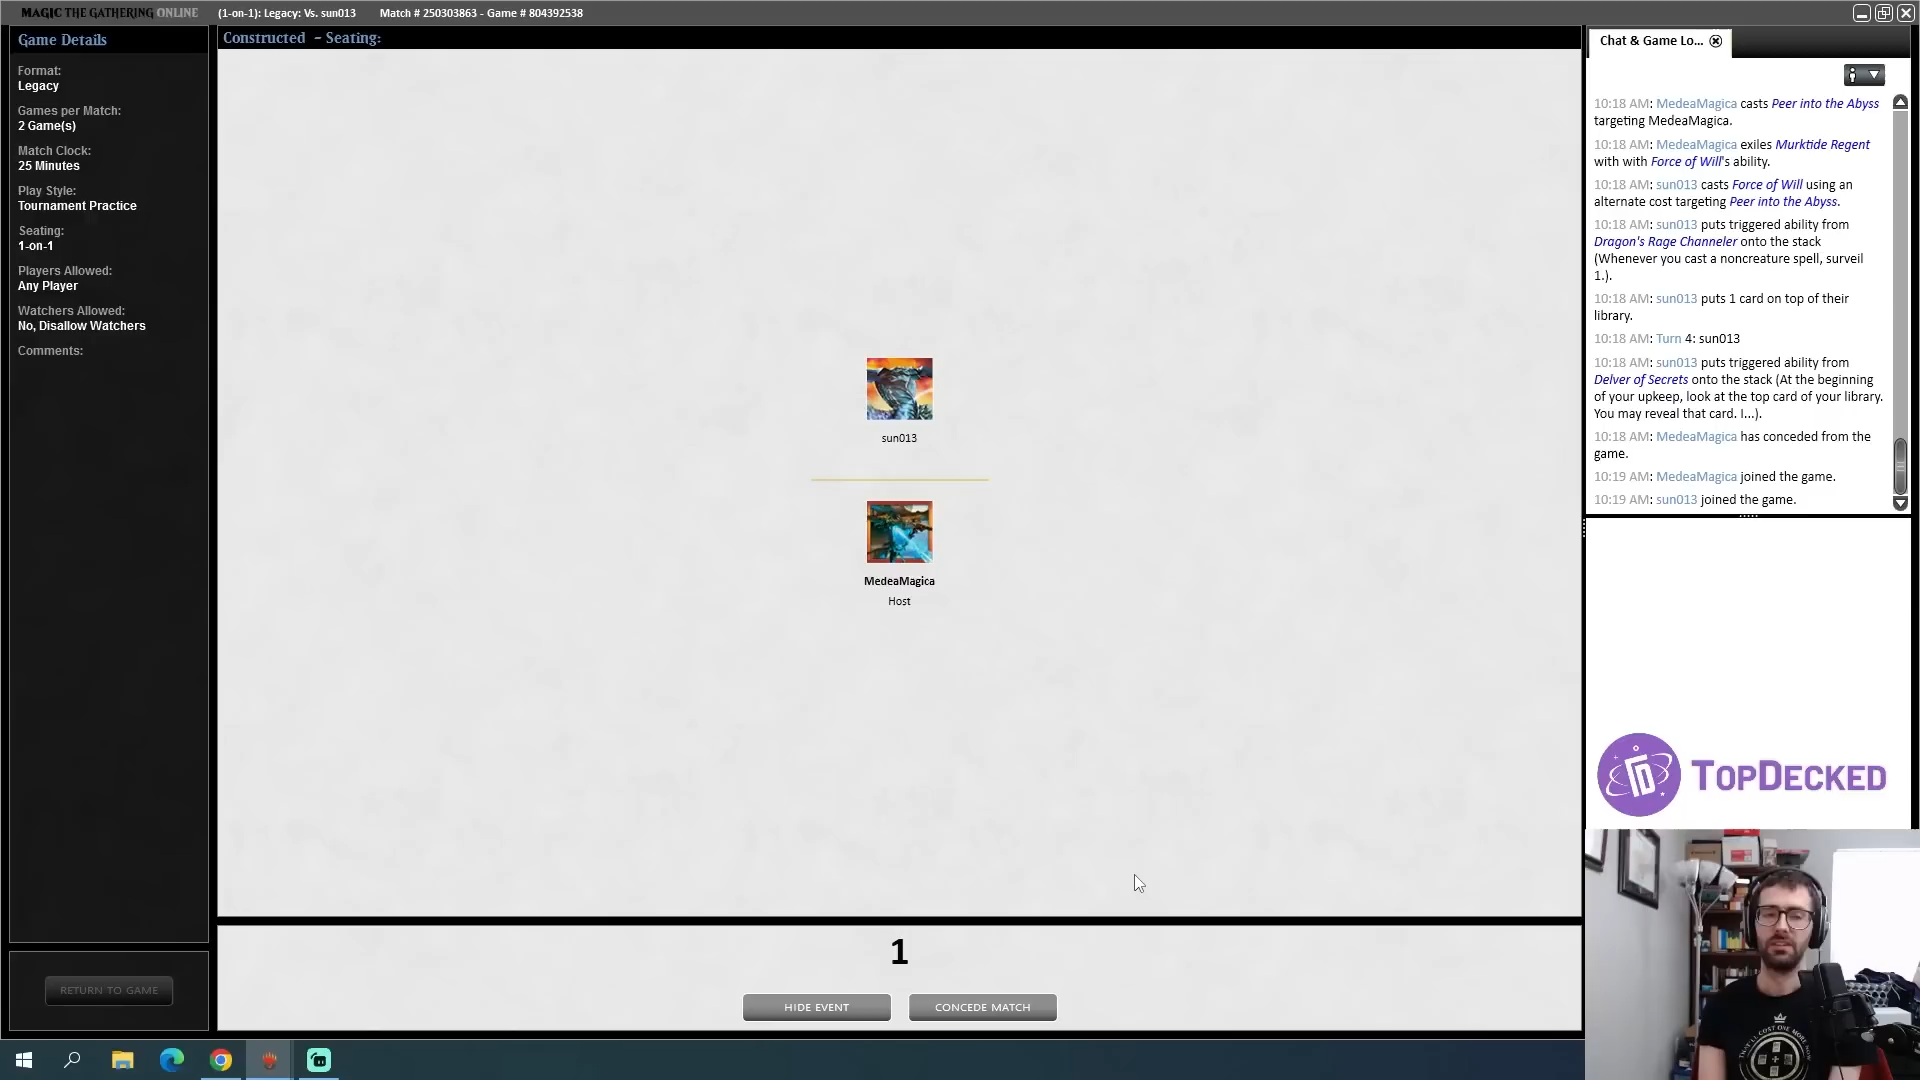 MAGIC THE GATHERING ONLINE (1-on-1): Legacy: Vs. sun013 Match # 250303863 - Game # 804392538
Game Details
Format:
Legacy
Games per Match:
2 Game(s)
Match Clock:
25 Minutes
Play Style:
Tournament Practice
Seating:
1-on-1
Players Allowed:
Any Player
Watchers Allowed:
No, Disallow Watchers
Comments:
RETURN TO GAME
Constructed - Seating:
sun013
MedeaMagica
Host
1
HIDE EVENT CONCEDE MATCH
Chat & Game Lo...
10:18 AM: MedeaMagica casts Peer into the Abyss
targeting MedeaMagica.
10:18 AM: MedeaMagica exiles Murktide Regent
with with Force of Will's ability.
10:18 AM: sun013 casts Force of Will using an
alternate cost targeting Peer into the Abyss.
10:18 AM: sun013 puts triggered ability from
Dragon's Rage Channeler onto the stack
(Whenever you cast a noncreature spell, surveil
1.).
10:18 AM: sun013 puts 1 card on top of their
library.
10:18 AM: Turn 4: sun013
10:18 AM: sun013 puts triggered ability from
Delver of Secrets onto the stack (At the beginning
of your upkeep, look at the top card of your library.
You may reveal that card. I...).
10:18 AM: MedeaMagica has conceded from the
game.
10:19 AM: MedeaMagica joined the game.
10:19 AM: sun013 joined the game.
TOPDECKED